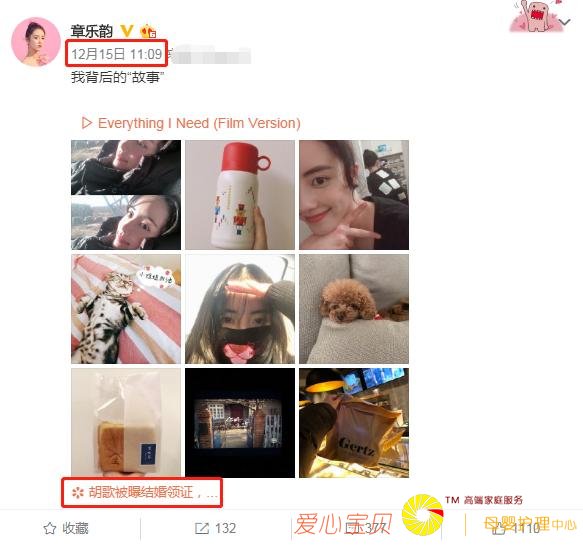 章乐韵
12月15日 11:09
我背后的“故事”
Everything I Need (Film Version)
Gertz
胡歌被曝结婚领证，...
TM 高端家庭服务
爱心宝贝
母婴护理中心
收藏
132
377
1110